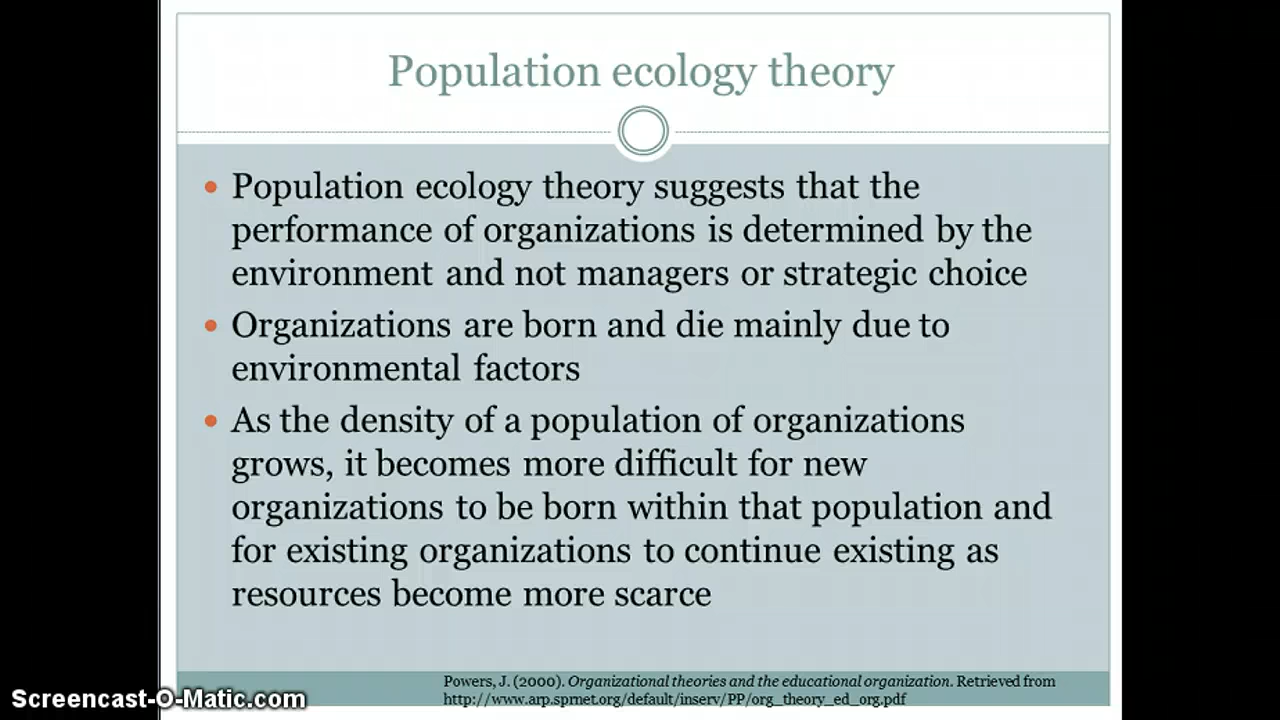 Population ecology theory
• Population ecology theory suggests that the
performance of organizations is determined by the
environment and not managers or strategic choice
• Organizations are born and die mainly due to
environmental factors
• As the density of a population of organizations
grows, it becomes more difficult for new
organizations to be born within that population and
for existing organizations to continue existing as
resources become more scarce
Powers, J. (2000). Organizational theories and the educational organization. Retrieved from
http://www.arp.sprnet.org/default/inserv/PP/org_theory_ed_org.pdf
Screencast-O-Matic.com